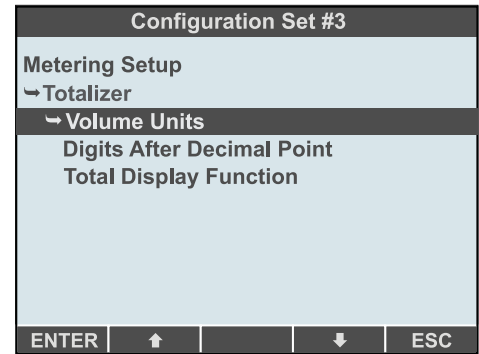 Configuration Set #3
Metering Setup
➥Totalizer
➥Volume Units
Digits After Decimal Point
Total Display Function
ENTER ⬆ ⬇ ESC